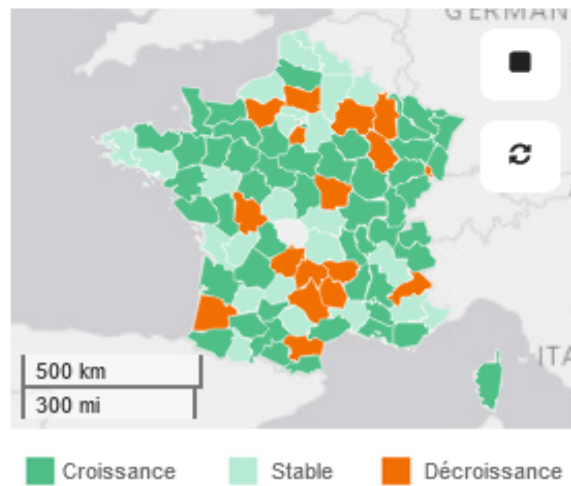 GERMAN
500 km
300 mi
ITA
Croissance
Stable
Décroissance